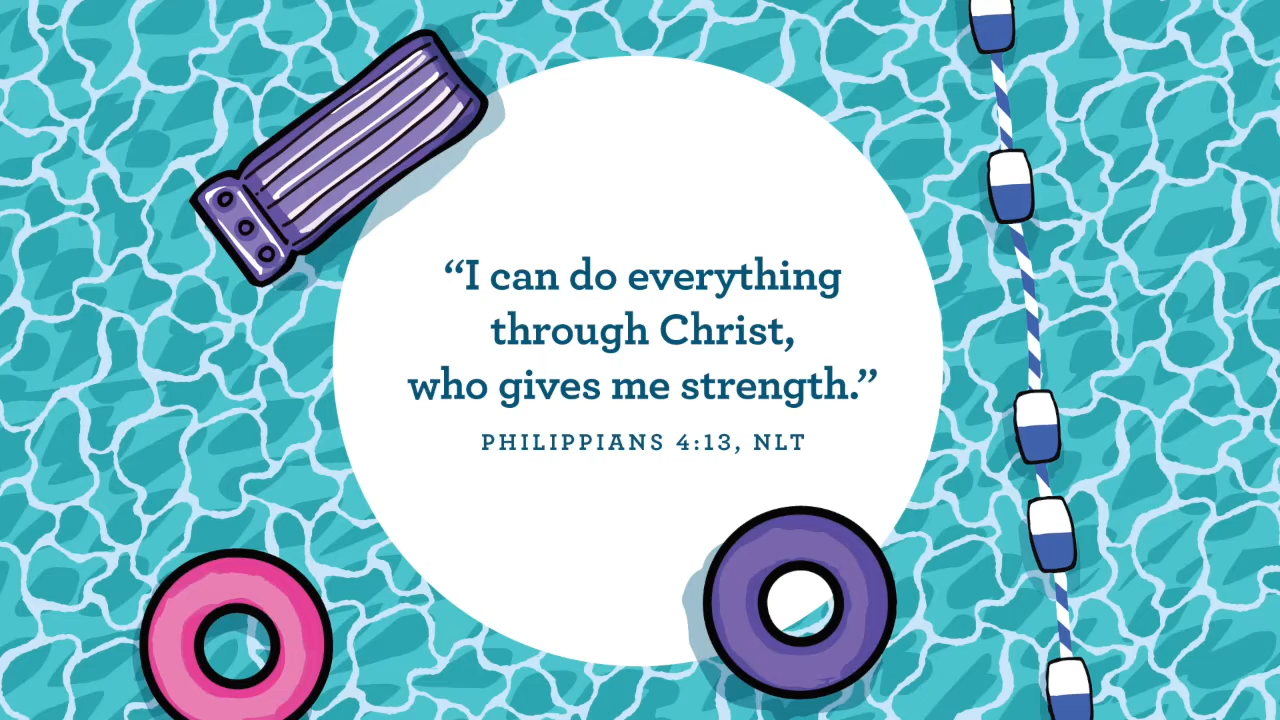 “I can do everything
through Christ,
who gives me strength.”
PHILIPPIANS 4:13, NLT